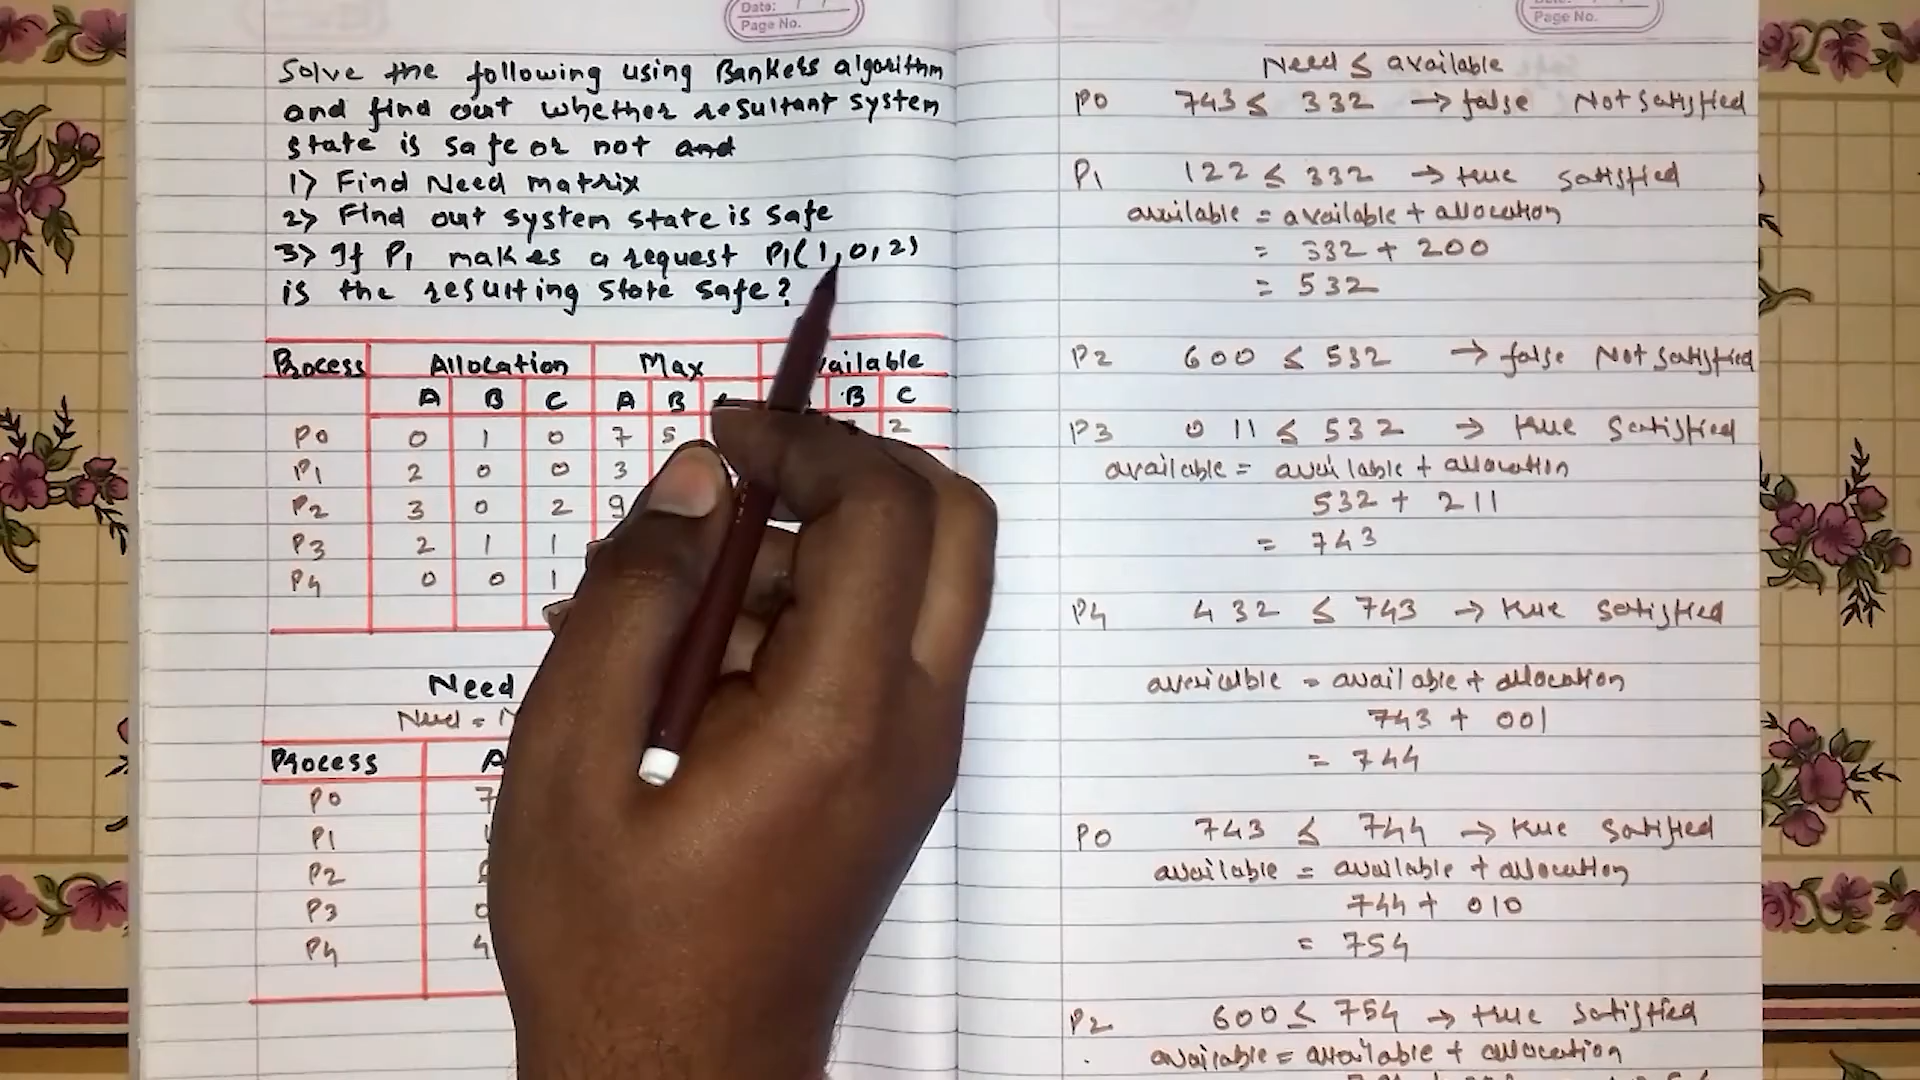 Date: / /
Page No.
Solve the following using Bankers algorithm
and find out whether resultant system
state is safe or not and
1) Find Need matrix
2) Find out system state is safe
3) If P1 makes a request P1(1,0,2)
is the resulting state safe?
Process Allocation Max ailable
A B C A B B C
P0 0 1 0 7 5 2
P1 2 0 0 3
P2 3 0 2 9
P3 2 1 1
P4 0 0 1
Need
Need =
Process A
P0 7
P1
P2
P3 0
P4 4
Page No.
Need ≤ available
P0 743 ≤ 332 → false Not satisfied
P1 122 ≤ 332 → true satisfied
available = available + allocation
= 332 + 200
= 532
P2 600 ≤ 532 → false Not satisfied
P3 011 ≤ 532 → true satisfied
available = available + allocation
532 + 211
= 743
P4 432 ≤ 743 → true satisfied
available = available + allocation
743 + 001
= 744
P0 743 ≤ 744 → true satisfied
available = available + allocation
744 + 010
= 754
P2 600 ≤ 754 → true satisfied
available = available + allocation